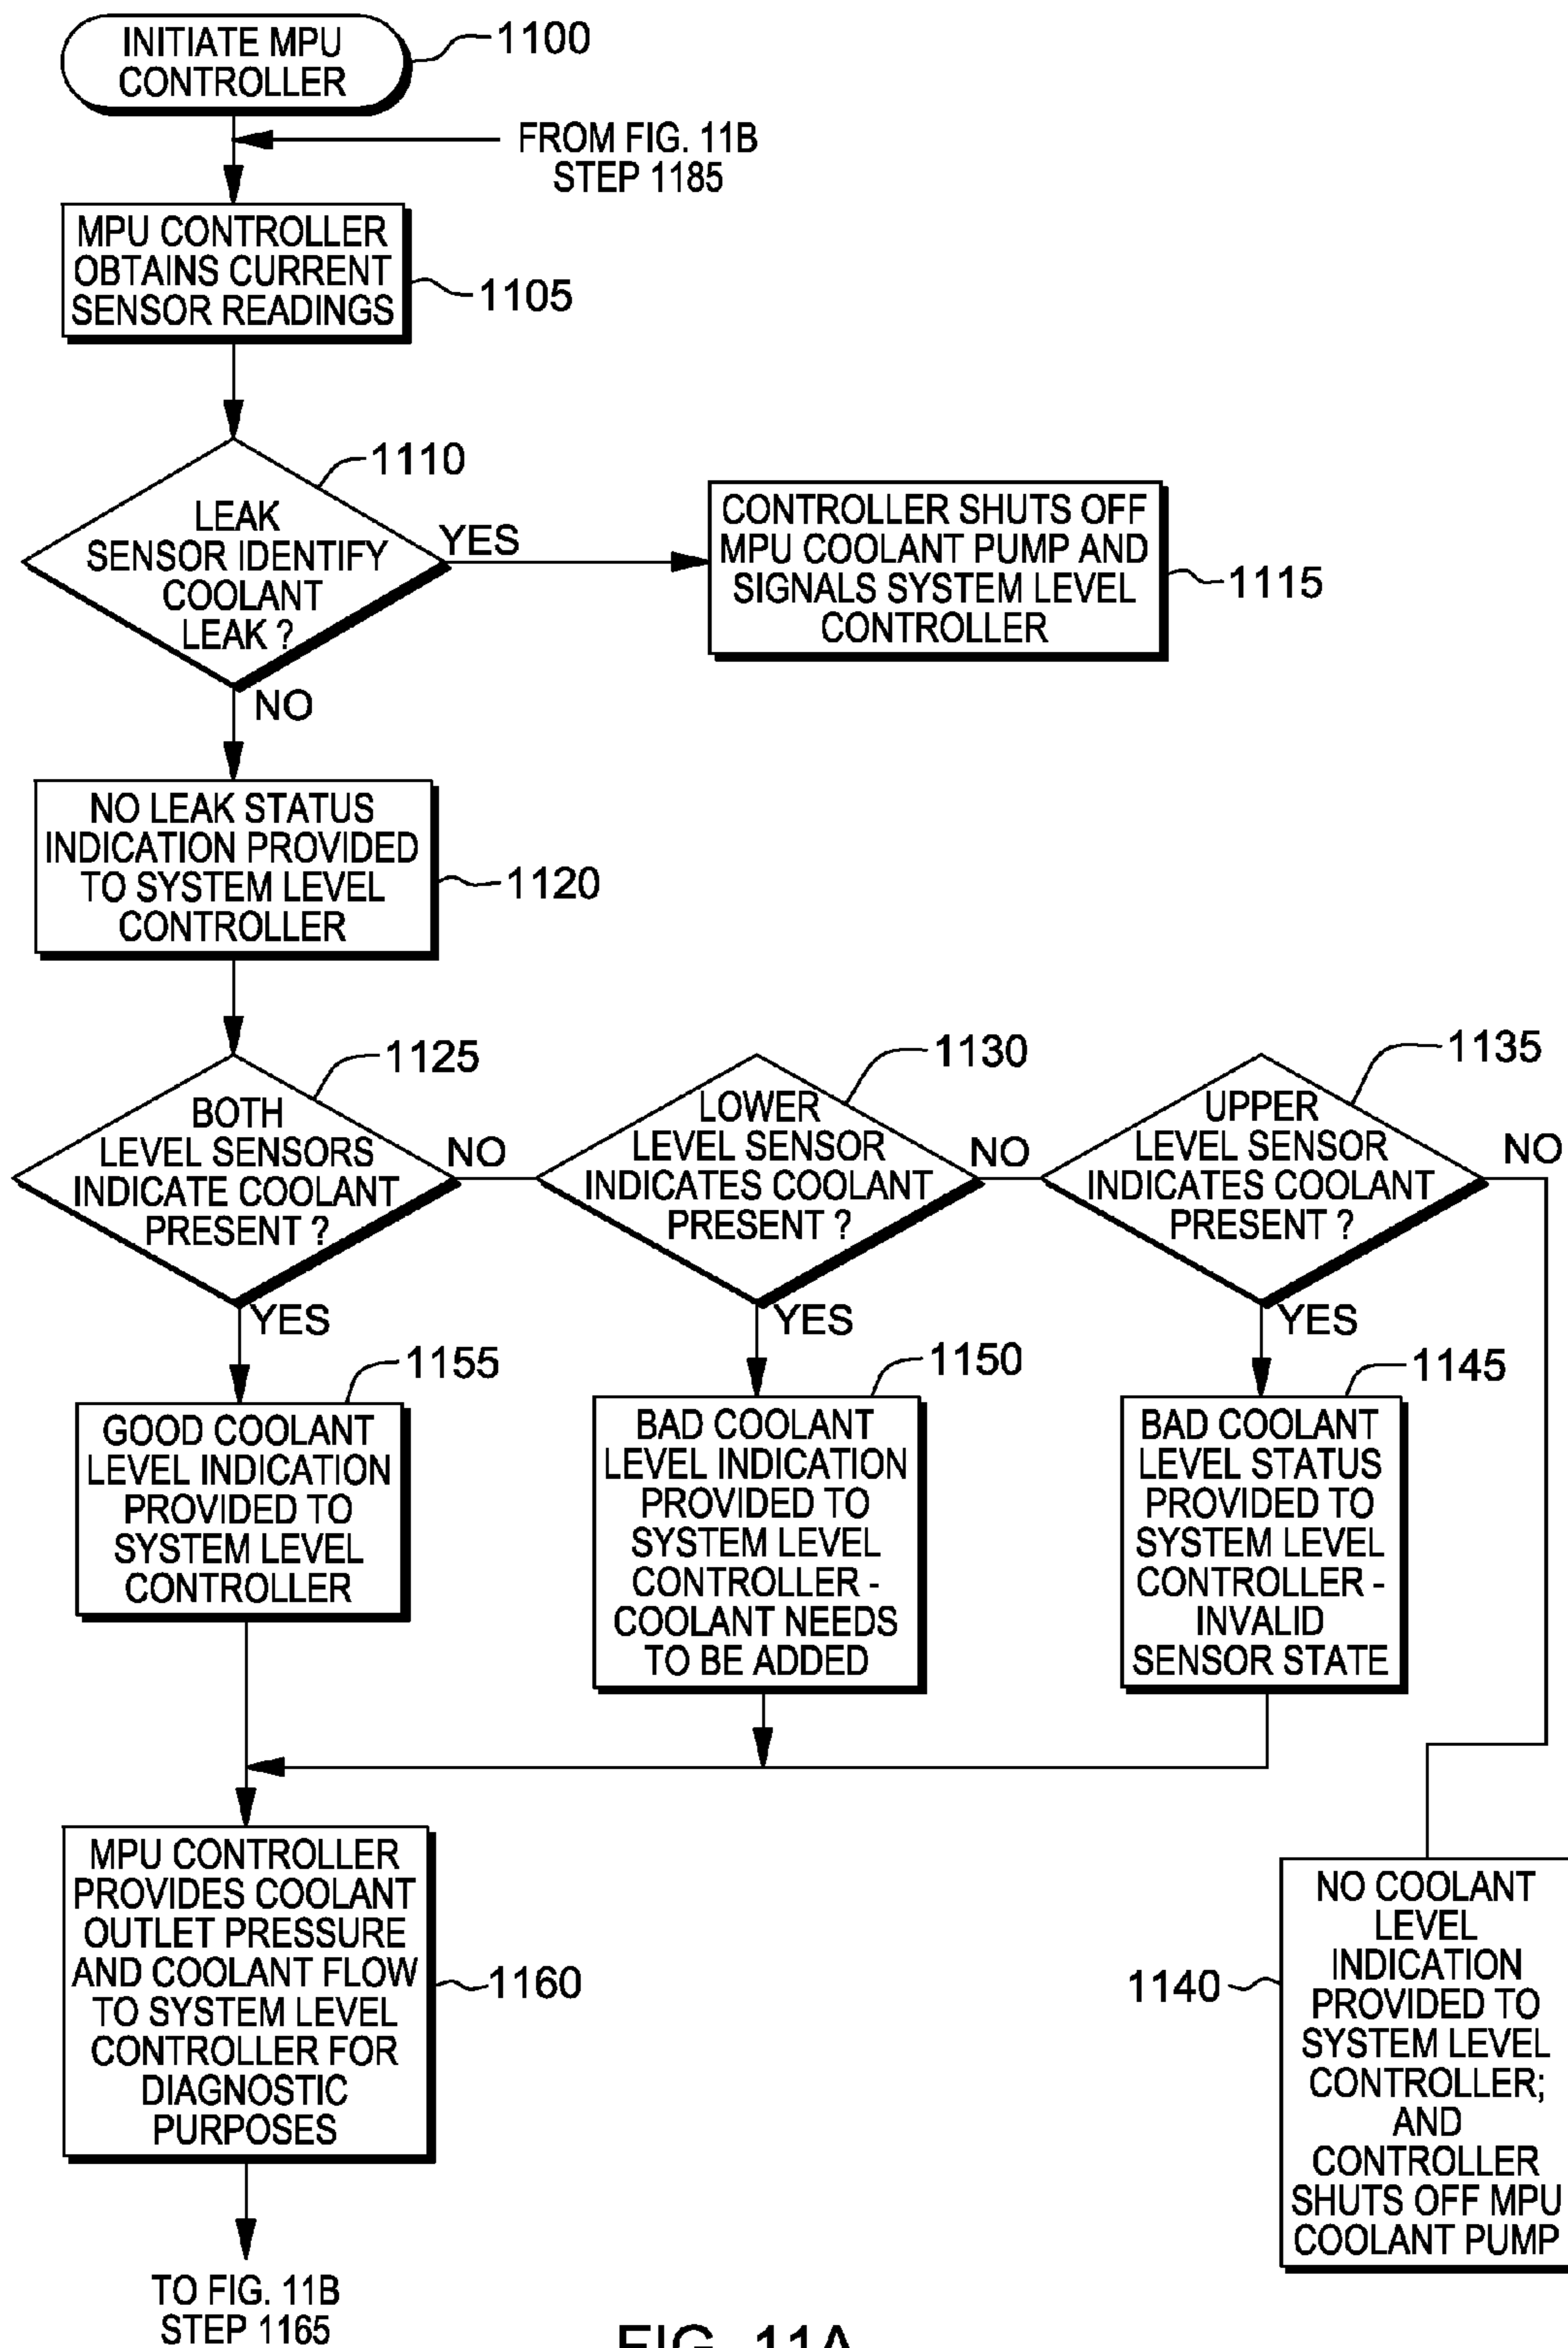 INITIATE MPU
CONTROLLER
1100
FROM FIG. 11B
STEP 1185
MPU CONTROLLER
OBTAINS CURRENT
SENSOR READINGS
1105
1110
LEAK
SENSOR IDENTIFY
COOLANT
LEAK ?
YES
NO
CONTROLLER SHUTS OFF
MPU COOLANT PUMP AND
SIGNALS SYSTEM LEVEL
CONTROLLER
1115
NO LEAK STATUS
INDICATION PROVIDED
TO SYSTEM LEVEL
CONTROLLER
1120
1125
BOTH
LEVEL SENSORS
INDICATE COOLANT
PRESENT ?
NO
YES
1130
LOWER
LEVEL SENSOR
INDICATES COOLANT
PRESENT ?
NO
YES
1135
UPPER
LEVEL SENSOR
INDICATES COOLANT
PRESENT ?
NO
YES
1155
GOOD COOLANT
LEVEL INDICATION
PROVIDED TO
SYSTEM LEVEL
CONTROLLER
1150
BAD COOLANT
LEVEL INDICATION
PROVIDED TO
SYSTEM LEVEL
CONTROLLER -
COOLANT NEEDS
TO BE ADDED
1145
BAD COOLANT
LEVEL STATUS
PROVIDED TO
SYSTEM LEVEL
CONTROLLER -
INVALID
SENSOR STATE
MPU CONTROLLER
PROVIDES COOLANT
OUTLET PRESSURE
AND COOLANT FLOW
TO SYSTEM LEVEL
CONTROLLER FOR
DIAGNOSTIC
PURPOSES
1160
1140
NO COOLANT
LEVEL
INDICATION
PROVIDED TO
SYSTEM LEVEL
CONTROLLER;
AND
CONTROLLER
SHUTS OFF MPU
COOLANT PUMP
TO FIG. 11B
STEP 1165
FIG. 11A